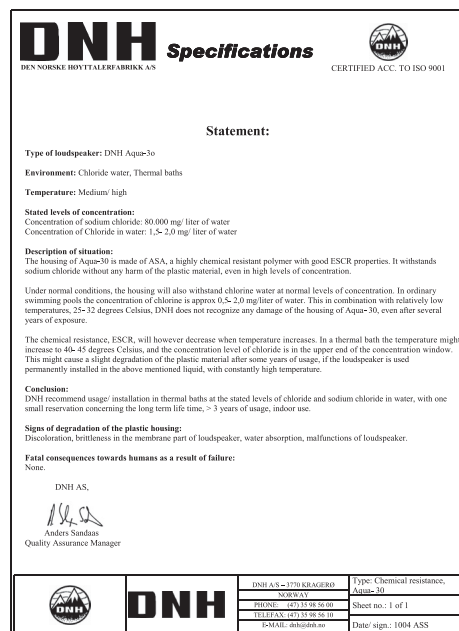 DNH
DEN NORSKE HØYTTALERFABRIKK A/S
Specifications
DNH
CERTIFIED ACC. TO ISO 9001
Statement:
Type of loudspeaker: DNH Aqua-3o
Environment: Chloride water, Thermal baths
Temperature: Medium/ high
Stated levels of concentration:
Concentration of sodium chloride: 80.000 mg/ liter of water
Concentration of Chloride in water: 1,5- 2,0 mg/ liter of water
Description of situation:
The housing of Aqua-30 is made of ASA, a highly chemical resistant polymer with good ESCR properties. It withstands
sodium chloride without any harm of the plastic material, even in high levels of concentration.
Under normal conditions, the housing will also withstand chlorine water at normal levels of concentration. In ordinary
swimming pools the concentration of chlorine is approx 0,5- 2,0 mg/liter of water. This in combination with relatively low
temperatures, 25- 32 degrees Celsius, DNH does not recognize any damage of the housing of Aqua- 30, even after several
years of exposure.
The chemical resistance, ESCR, will however decrease when temperature increases. In a thermal bath the temperature might
increase to 40- 45 degrees Celsius, and the concentration level of chloride is in the upper end of the concentration window.
This might cause a slight degradation of the plastic material after some years of usage, if the loudspeaker is used
permanently installed in the above mentioned liquid, with constantly high temperature.
Conclusion:
DNH recommend usage/ installation in thermal baths at the stated levels of chloride and sodium chloride in water, with one
small reservation concerning the long term life time, > 3 years of usage, indoor use.
Signs of degradation of the plastic housing:
Discoloration, brittleness in the membrane part of loudspeaker, water absorption, malfunctions of loudspeaker.
Fatal consequences towards humans as a result of failure:
None.
DNH AS,
Anders Sandaas
Quality Assurance Manager
DNH
DNH
DNH A/S – 3770 KRAGERØ
NORWAY
PHONE: (47) 35 98 56 00
TELEFAX: (47) 35 98 56 10
E-MAIL: dnh@dnh.no
Type: Chemical resistance,
Aqua- 30
Sheet no.: 1 of 1
Date/ sign.: 1004 ASS